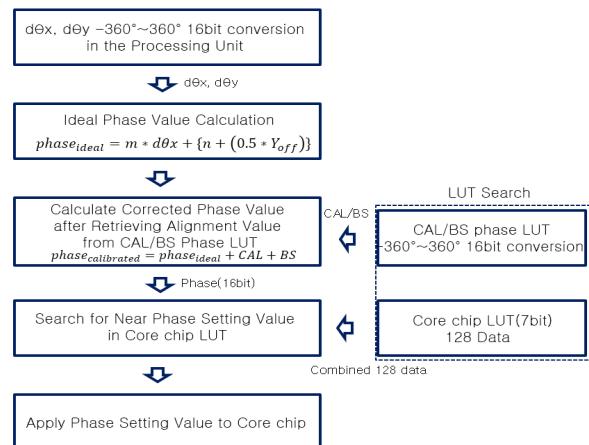 dθx, dθy -360°~360° 16bit conversion
in the Processing Unit
dθx, dθy
Ideal Phase Value Calculation
phase_ideal = m * dθx + {n + (0.5 * Y_off)}
LUT Search
Calculate Corrected Phase Value
after Retrieving Alignment Value
from CAL/BS Phase LUT
phase_calibrated = phase_ideal + CAL + BS
CAL/BS
CAL/BS phase LUT
-360°~360° 16bit conversion
Phase(16bit)
Search for Near Phase Setting Value
in Core chip LUT
Core chip LUT(7bit)
128 Data
Combined 128 data
Apply Phase Setting Value to Core chip